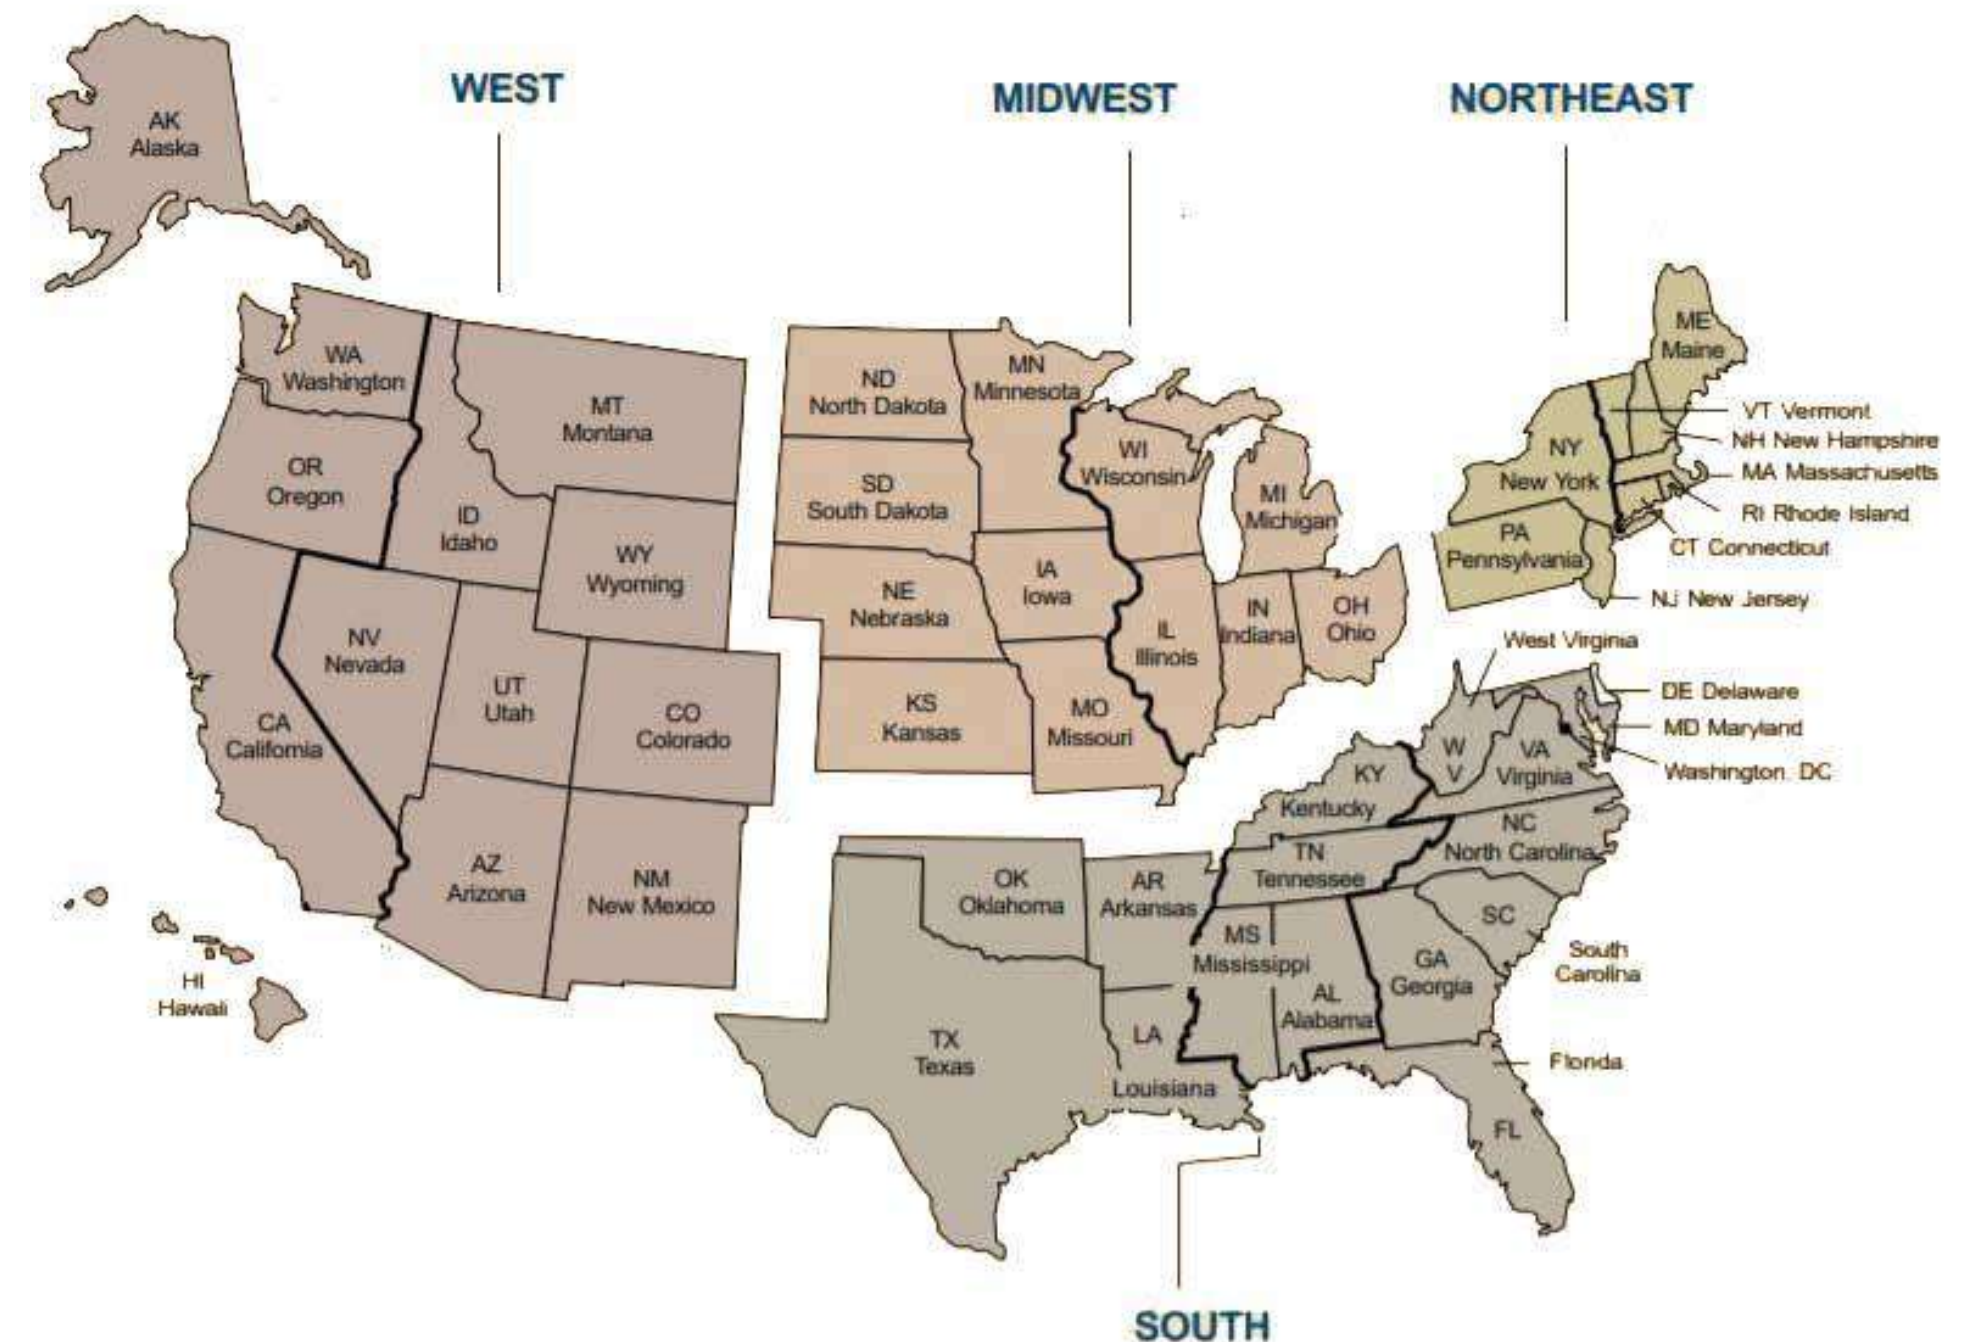 WEST
MIDWEST
NORTHEAST
AK
Alaska
WA
Washington
MT
Montana
OR
Oregon
ID
Idaho
WY
Wyoming
NV
Nevada
UT
Utah
CA
California
CO
Colorado
AZ
Arizona
NM
New Mexico
HI
Hawaii
ND
North Dakota
MN
Minnesota
SD
South Dakota
WI
Wisconsin
MI
Michigan
NE
Nebraska
IA
Iowa
IL
Illinois
IN
Indiana
OH
Ohio
KS
Kansas
MO
Missouri
ME
Maine
VT Vermont
NH New Hampshire
NY
New York
MA Massachusetts
RI Rhode Island
PA
Pennsylvania
CT Connecticut
NJ New Jersey
West Virginia
DE Delaware
MD Maryland
Washington DC
W
V
VA
Virginia
KY
Kentucky
NC
North Carolina
TN
Tennessee
OK
Oklahoma
AR
Arkansas
SC
South
Carolina
MS
Mississippi
GA
Georgia
AL
Alabama
TX
Texas
LA
Louisiana
Florida
FL
SOUTH